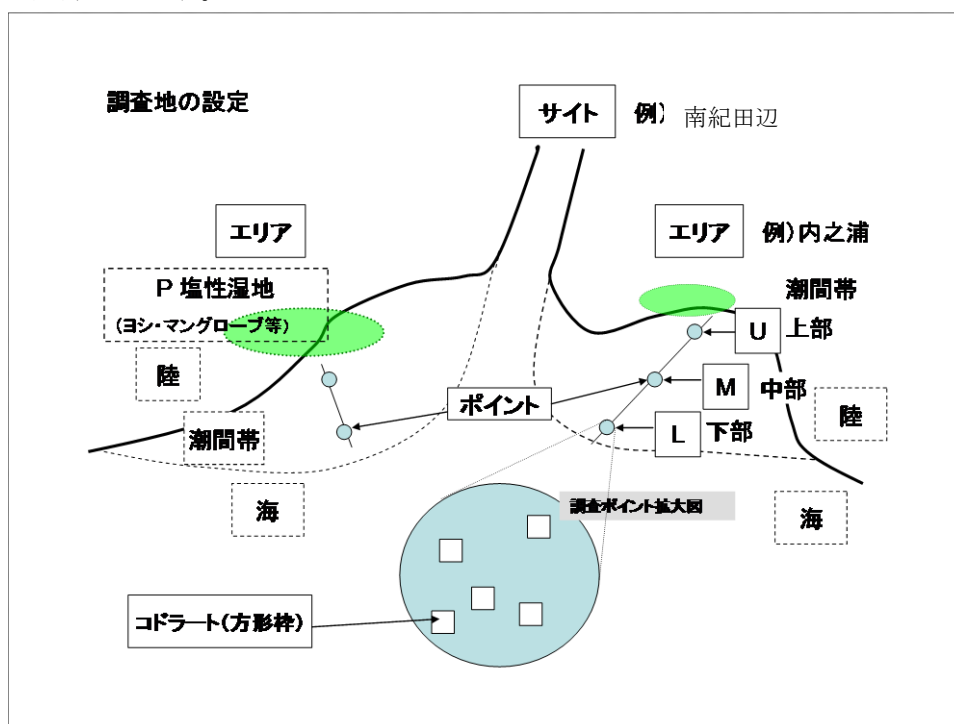 調査地の設定
サイト 例） 南紀田辺
エリア
エリア 例）内之浦
P 塩性湿地
(ヨシ・マングローブ等)
潮間帯
U 上部
陸
M 中部
ポイント
陸
潮間帯
L 下部
海
調査ポイント拡大図
海
コドラート(方形枠)